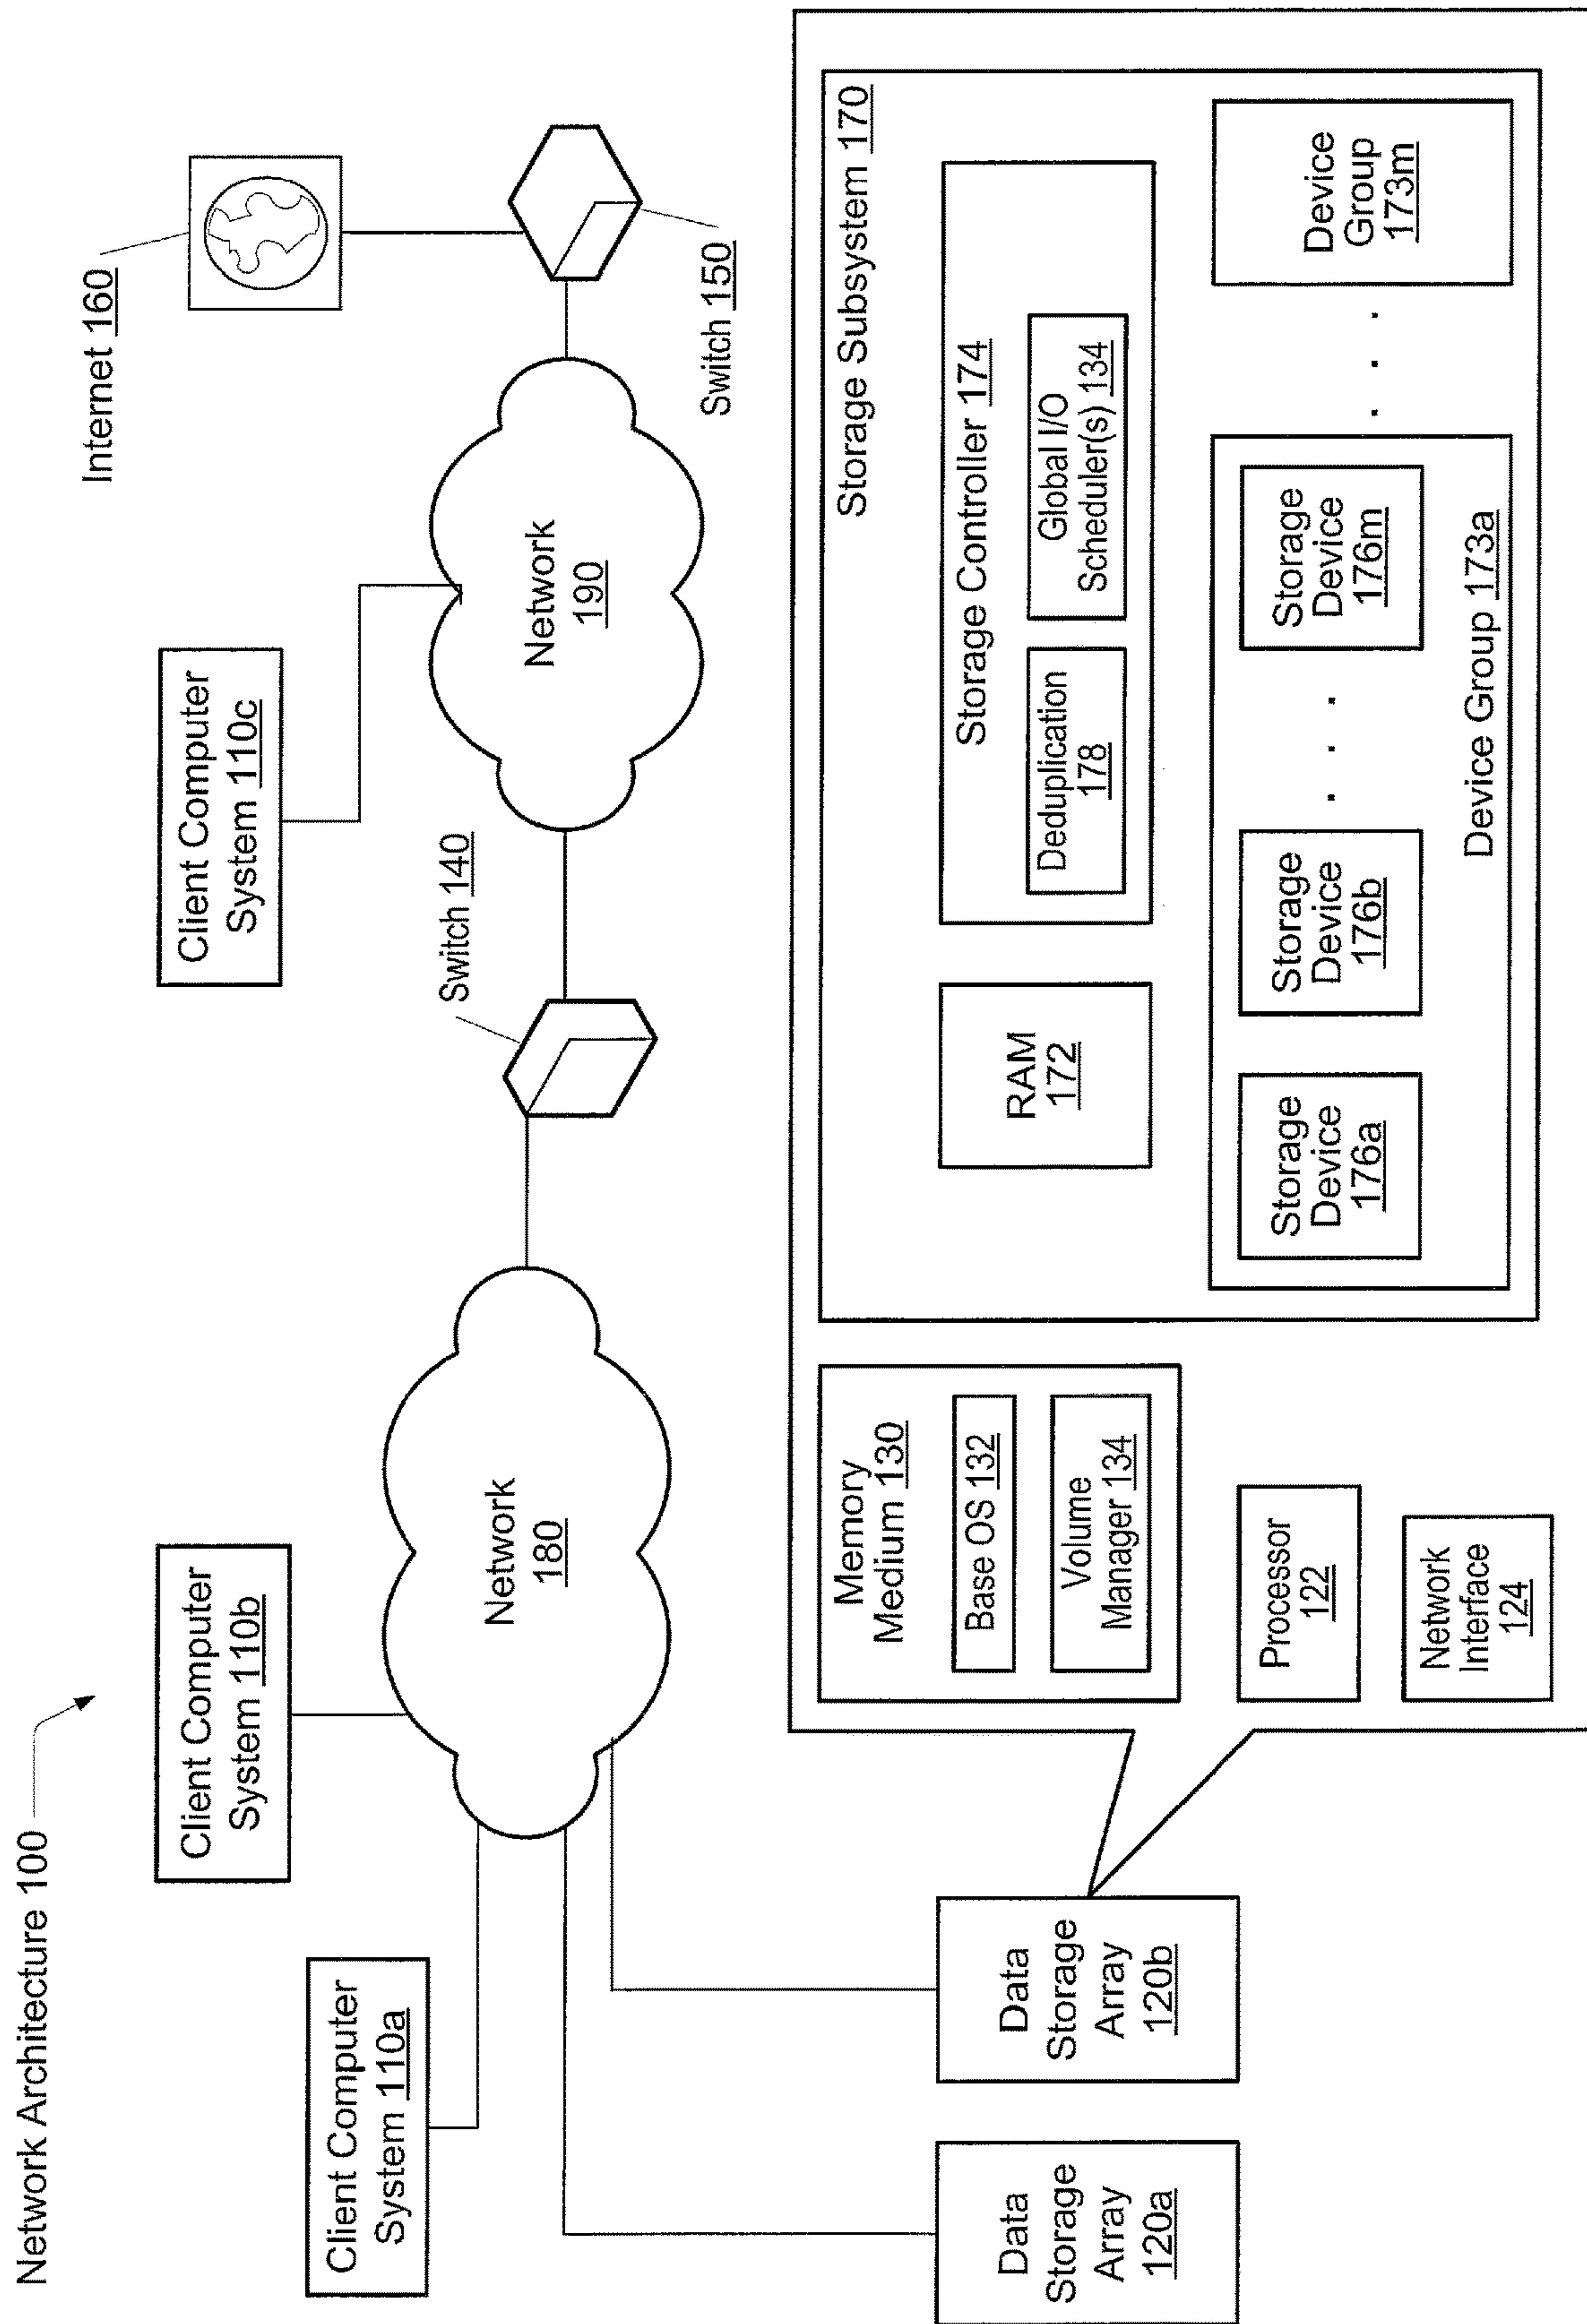 Network Architecture 100
Client Computer
System 110a
Client Computer
System 110b
Client Computer
System 110c
Internet 160
Network
180
Switch 140
Network
190
Switch 150
Data
Storage
Array
120a
Data
Storage
Array
120b
Memory
Medium 130
Base OS 132
Volume
Manager 134
Processor
122
Network
Interface
124
Storage Subsystem 170
RAM
172
Storage Controller 174
Deduplication
178
Global I/O
Scheduler(s) 134
Storage
Device
176a
Storage
Device
176b
. . .
Storage
Device
176m
Device Group 173a
. . .
Device
Group
173m